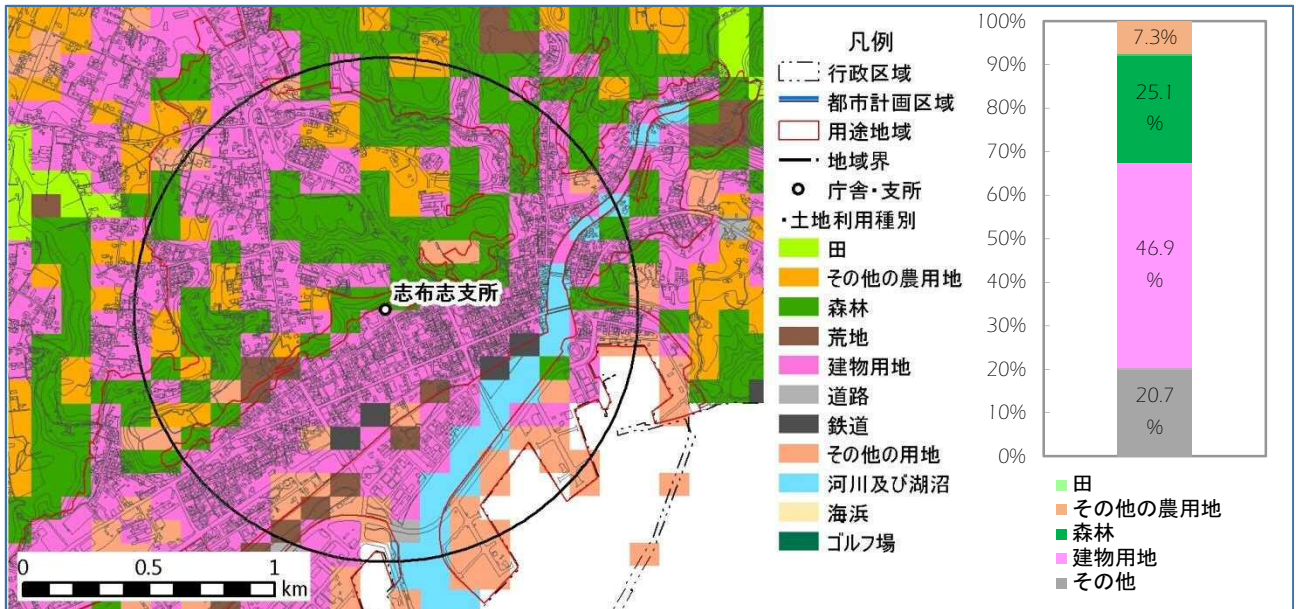 志布志支所
0 0.5 1
km
凡例
行政区域
都市計画区域
用途地域
地域界
庁舎・支所
・土地利用種別
田
その他の農用地
森林
荒地
建物用地
道路
鉄道
その他の用地
河川及び湖沼
海浜
ゴルフ場
100%
90%
80%
70%
60%
50%
40%
30%
20%
10%
0%
7.3%
25.1
%
46.9
%
20.7
%
田
その他の農用地
森林
建物用地
その他